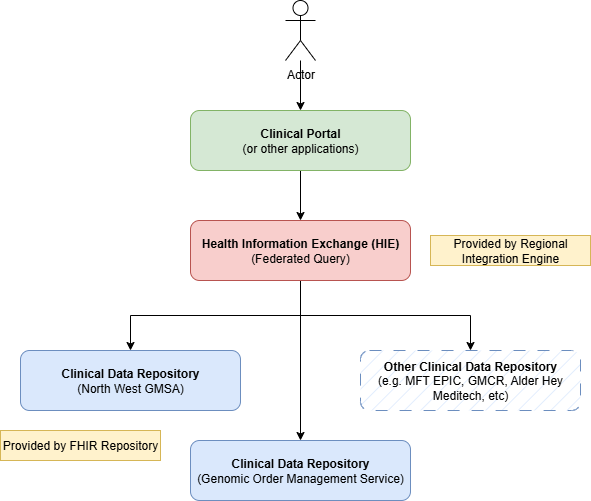 Actor
Clinical Portal
(or other applications)
Health Information Exchange (HIE)
(Federated Query)
Provided by Regional
Integration Engine
Clinical Data Repository
(North West GMSA)
Other Clinical Data Repository
(e.g. MFT EPIC, GMCR, Alder Hey
Meditech, etc)
Provided by FHIR Repository
Clinical Data Repository
(Genomic Order Management Service)